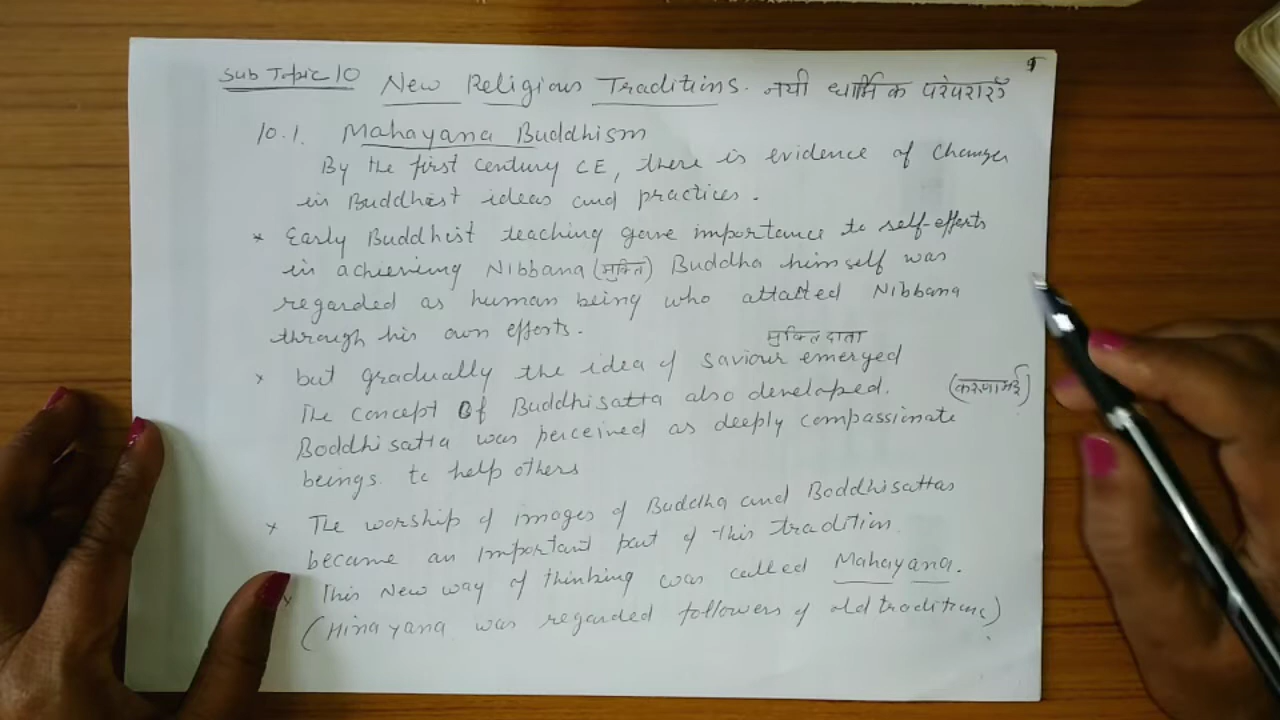 Sub Topic 10 New Religious Traditions. नयी धार्मिक परंपराएँ
10.1. Mahayana Buddhism
By the first century CE, there is evidence of changes
in Buddhist ideas and practices.
* Early Buddhist teaching gave importance to self-efforts
in achieving Nibbana (मुक्ति) Buddha himself was
regarded as human being who attatted Nibbana
through his own efforts.
मुक्तिदाता
x but gradually the idea of saviour emerged
The concept of Buddhisatta also developed. (करूणामई)
Boddhisatta was perceived as deeply compassinate
beings to help others
x The worship of images of Buddha and Boddhisattas
became an important part of this tradition.
x This New way of thinking was called Mahayana.
(Hinayana was regarded followers of old traditions)